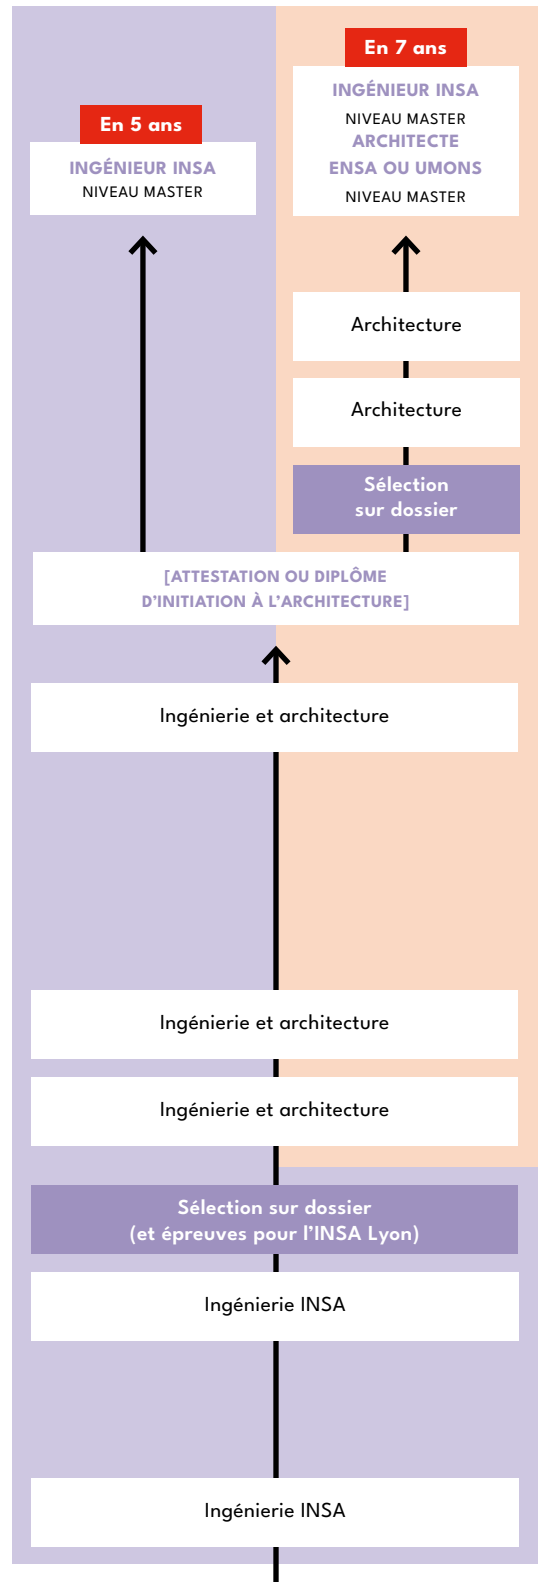 En 7 ans
INGÉNIEUR INSA
NIVEAU MASTER
ARCHITECTE
ENSA OU UMONS
NIVEAU MASTER
En 5 ans
INGÉNIEUR INSA
NIVEAU MASTER
Architecture
Architecture
Sélection
sur dossier
[ATTESTATION OU DIPLÔME
D’INITIATION À L’ARCHITECTURE]
Ingénierie et architecture
Ingénierie et architecture
Ingénierie et architecture
Sélection sur dossier
(et épreuves pour l’INSA Lyon)
Ingénierie INSA
Ingénierie INSA